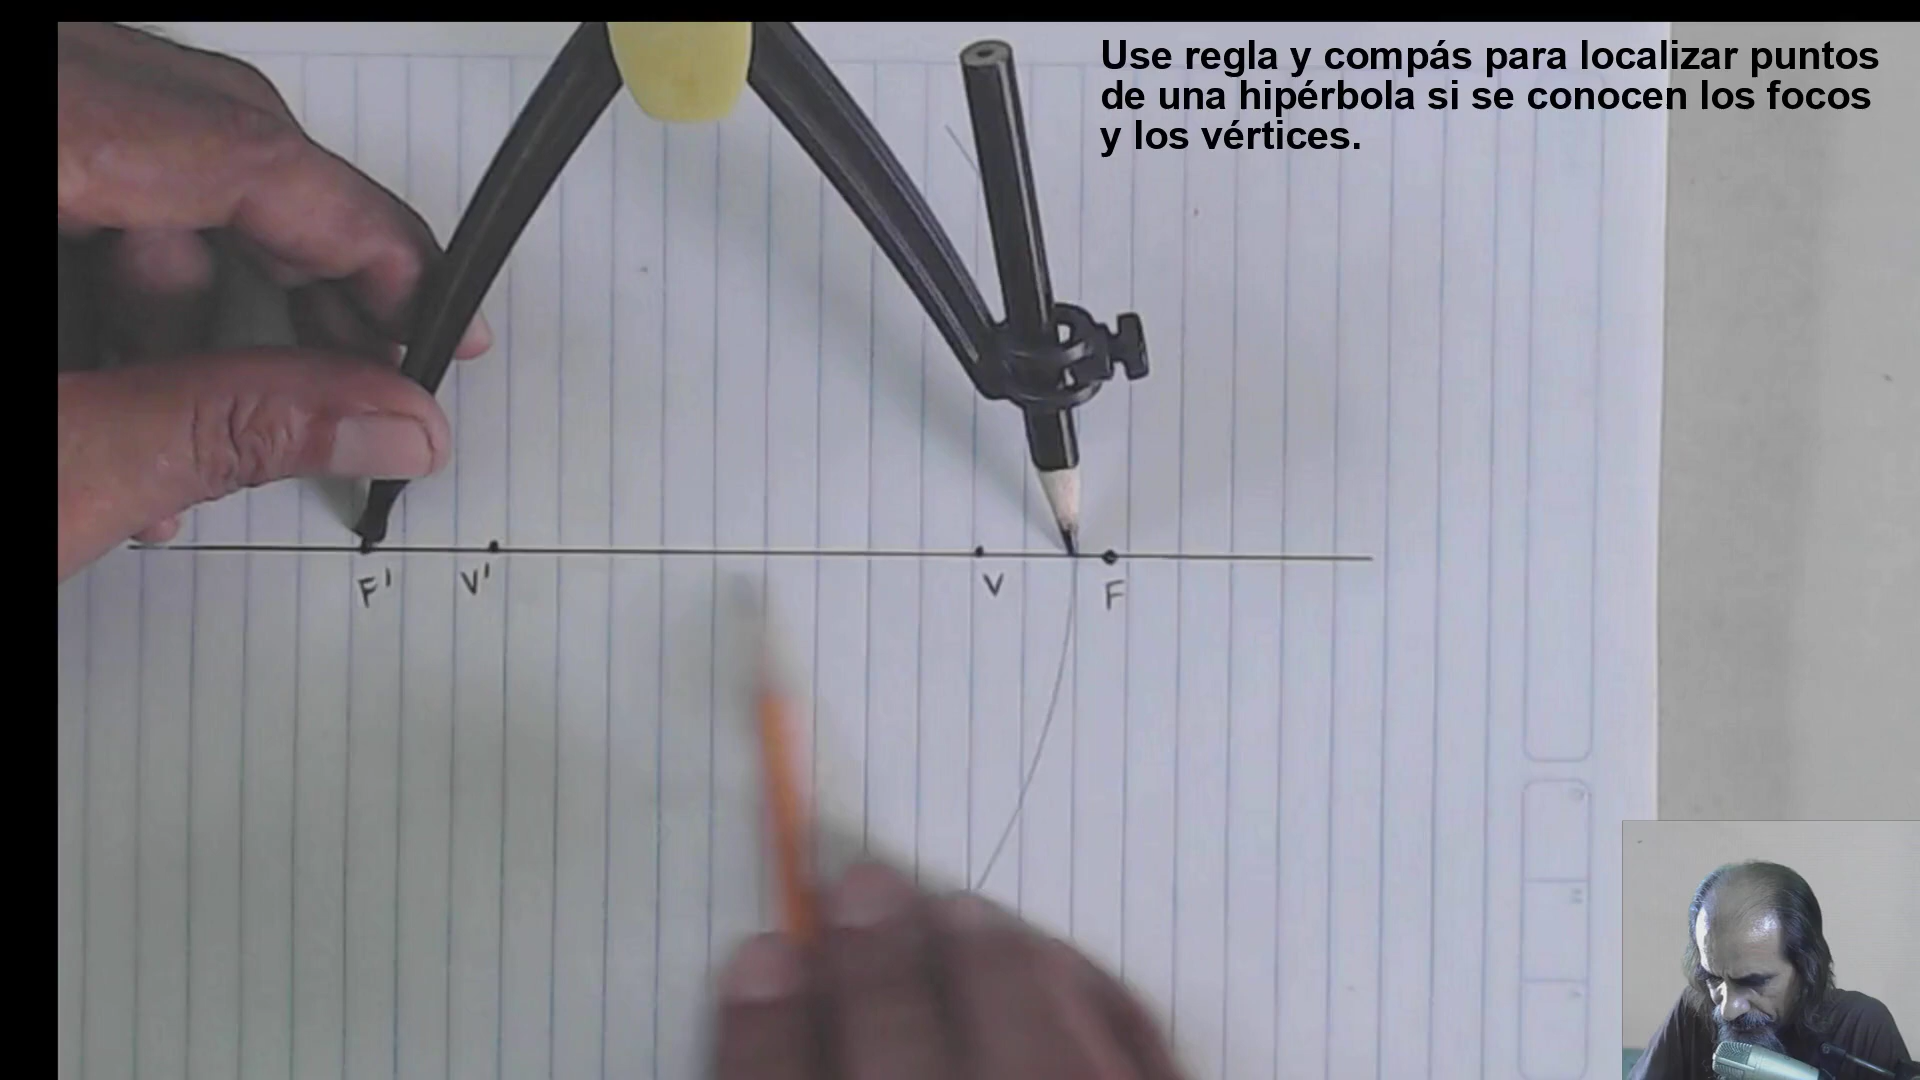 Use regla y compás para localizar puntos
de una hipérbola si se conocen los focos
y los vértices.
F' V' V F